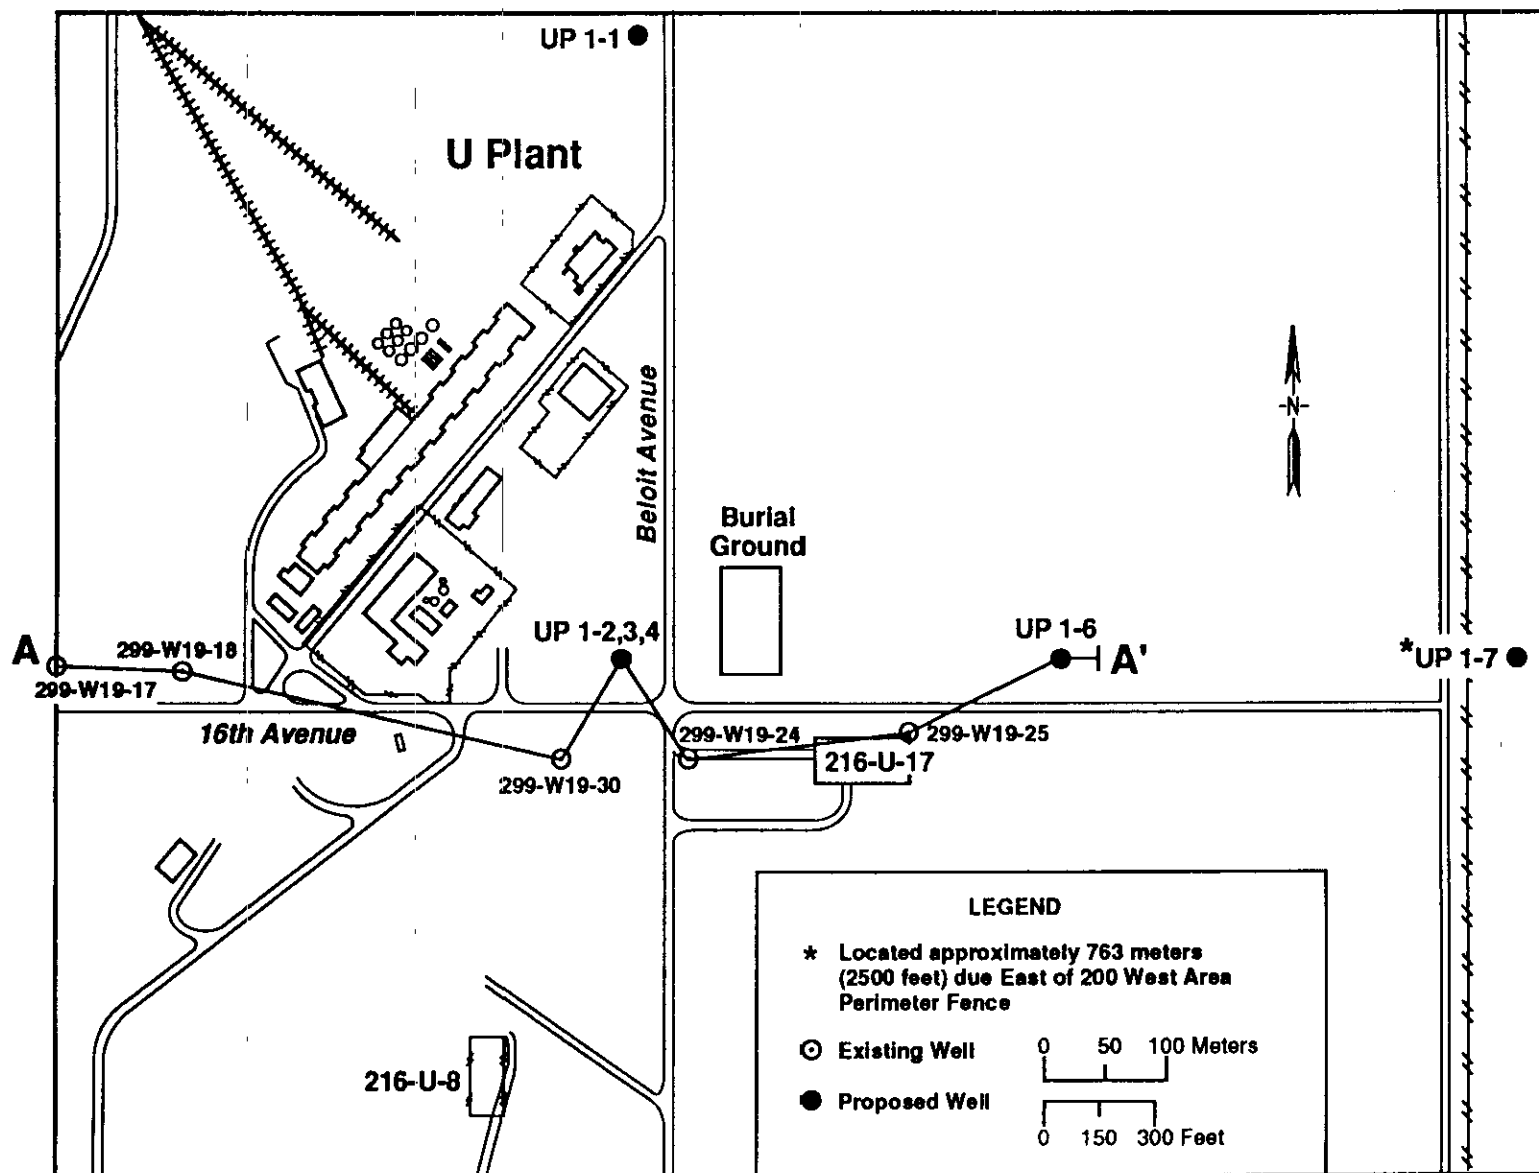 UP 1-1
U Plant
-N-
Beloit Avenue
Burial
Ground
UP 1-2,3,4
UP 1-6
A
299-W19-18
A'
*UP 1-7
299-W19-17
16th Avenue
299-W19-24
299-W19-25
216-U-17
299-W19-30
LEGEND
* Located approximately 763 meters
(2500 feet) due East of 200 West Area
Perimeter Fence
Existing Well
0 50 100 Meters
216-U-8
Proposed Well
0 150 300 Feet